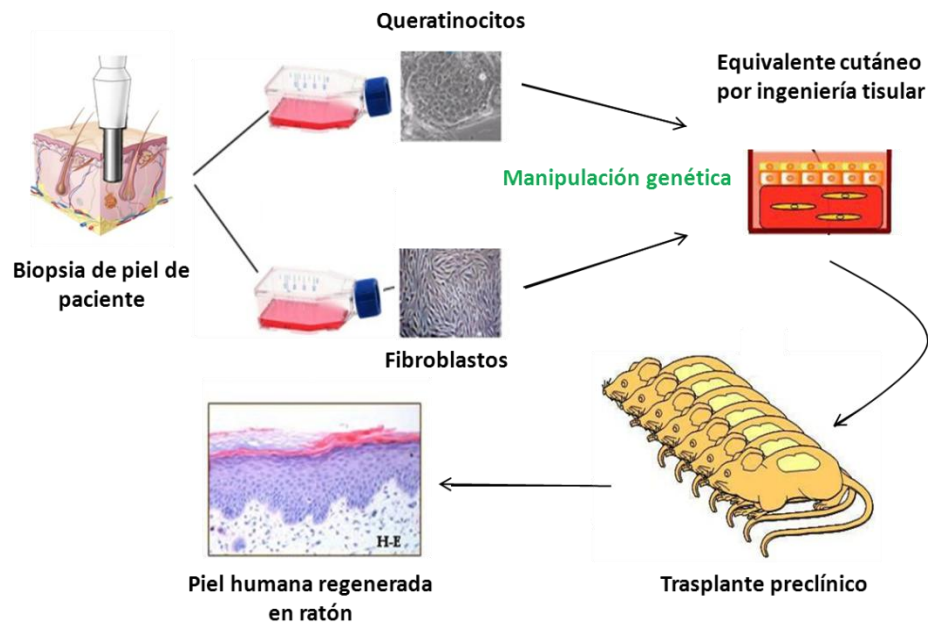 Queratinocitos
Equivalente cutáneo
por ingeniería tisular
Manipulación genética
Biopsia de piel de
paciente
Fibroblastos
H-E
Piel humana regenerada
en ratón
Trasplante preclínico